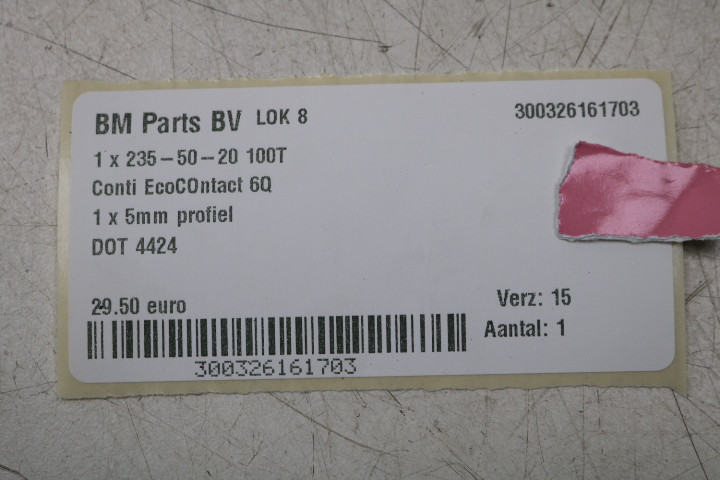 BM Parts BV LOK 8 300326161703
1 x 235-50-20 100T
Conti EcoCOntact 6Q
1 x 5mm profiel
DOT 4424
29.50 euro
Verz: 15
Aantal: 1
300326161703